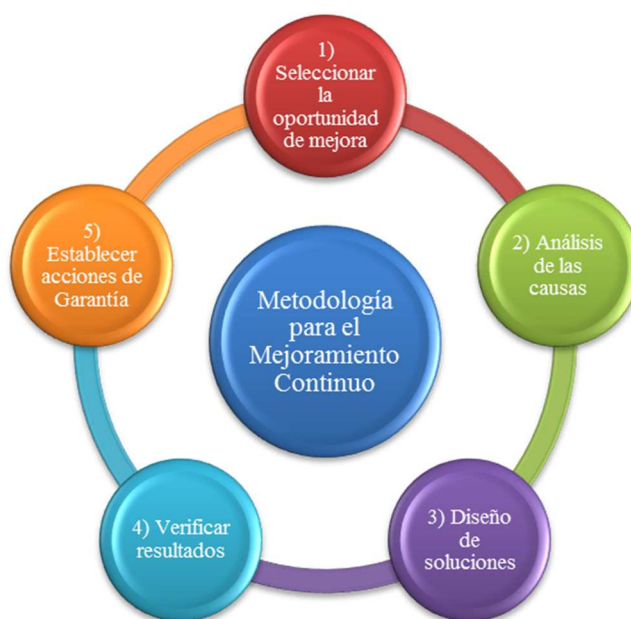 1)
Seleccionar
la
oportunidad
de mejora
2) Análisis
de las
causas
3) Diseño
de
soluciones
4) Verificar
resultados
5)
Establecer
acciones de
Garantía
Metodología
para el
Mejoramiento
Continuo